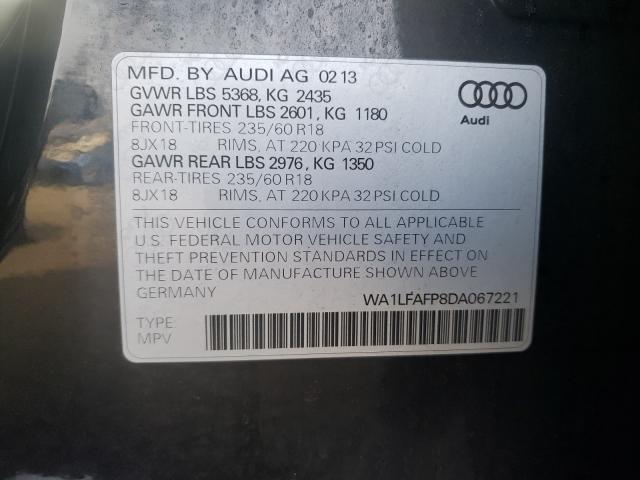 MFD. BY AUDI AG 02 13
GVWR LBS 5368, KG 2435
GAWR FRONT LBS 2601, KG 1180
FRONT-TIRES 235/60 R18
8JX18 RIMS, AT 220 KPA 32 PSI COLD
GAWR REAR LBS 2976, KG 1350
REAR-TIRES 235/60 R18
8JX18 RIMS, AT 220 KPA 32 PSI COLD
Audi
THIS VEHICLE CONFORMS TO ALL APPLICABLE
U.S. FEDERAL MOTOR VEHICLE SAFETY AND
THEFT PREVENTION STANDARDS IN EFFECT ON
THE DATE OF MANUFACTURE SHOWN ABOVE
GERMANY WA1LFAFP8DA067221
TYPE:
MPV